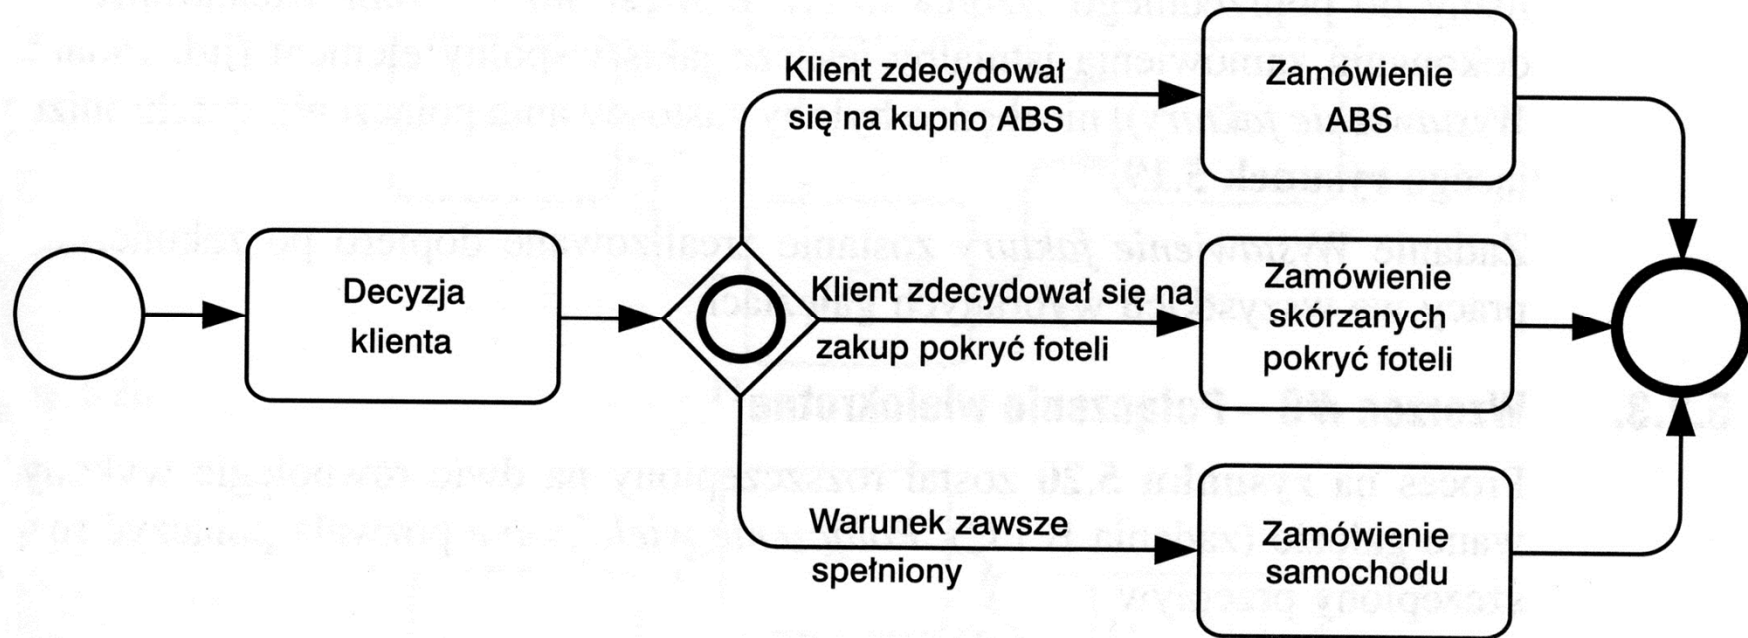 Klient zdecydował
się na kupno ABS
Zamówienie
ABS
Decyzja
klienta
Klient zdecydował się na
zakup pokryć foteli
Zamówienie
skórzanych
pokryć foteli
Warunek zawsze
spełniony
Zamówienie
samochodu